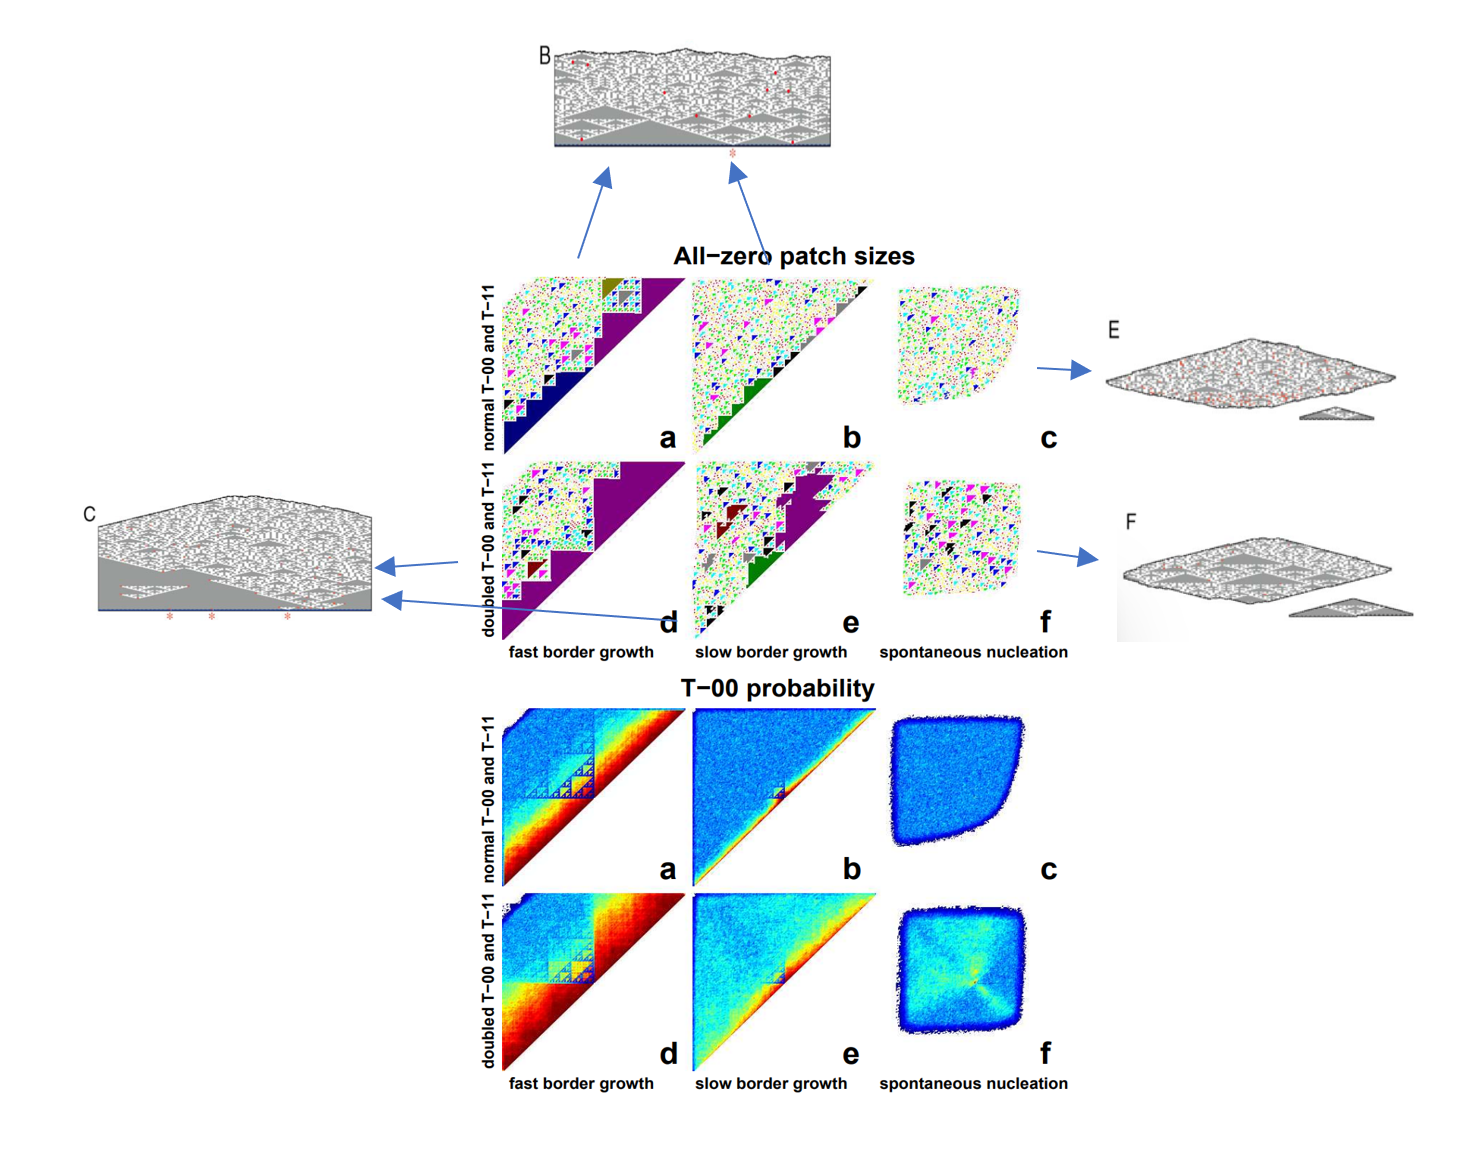 B
All−zero patch sizes
normal T−00 and T−11
a
b
c
E
doubled T−00 and T−11
d
e
f
C
F
fast border growth
slow border growth
spontaneous nucleation
T−00 probability
normal T−00 and T−11
a
b
c
doubled T−00 and T−11
d
e
f
fast border growth
slow border growth
spontaneous nucleation